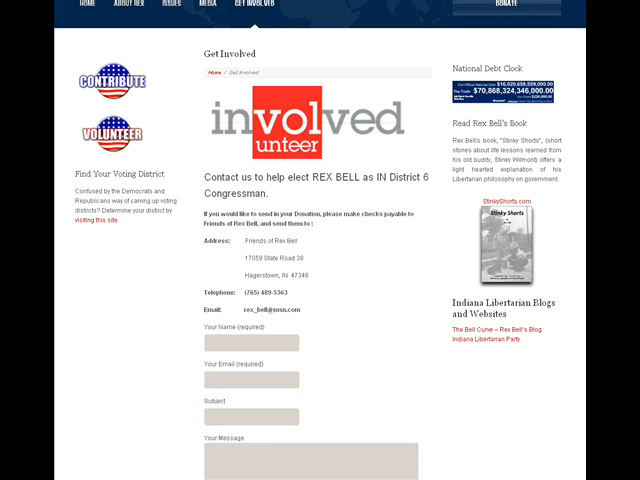 HOME ABOUT REX ISSUES MEDIA GET INVOLVED DONATE
CONTRIBUTE
VOLUNTEER
Find Your Voting District
Confused by the Democrats and
Republicans way of carving up voting
districts? Determine your district by
visiting this site
Get Involved
Home / Get Involved
involved
unteer
Contact us to help elect REX BELL as IN District 6
Congressman.
If you would like to send in your Donation, please make checks payable to
Friends of Rex Bell, and send them to :
Address: Friends of Rex Bell
17059 State Road 38
Hagerstown, IN 47346
Telephone: (765) 489-5363
Email: rex_bell@msn.com
Your Name (required)
Your Email (required)
Subject
Your Message
National Debt Clock
The Truth: $70,868,324,346,000
Read Rex Bell's Book
Rex Bell's book, "Stinky Shorts", (short
stories about life lessons learned from
his old buddy, Stinky Wilmont) offers a
light hearted explanation of his
Libertarian philosophy on government.
StinkyShorts.com
Stinky Shorts
Indiana Libertarian Blogs
and Websites
The Bell Curve – Rex Bell's Blog
Indiana Libertarian Party